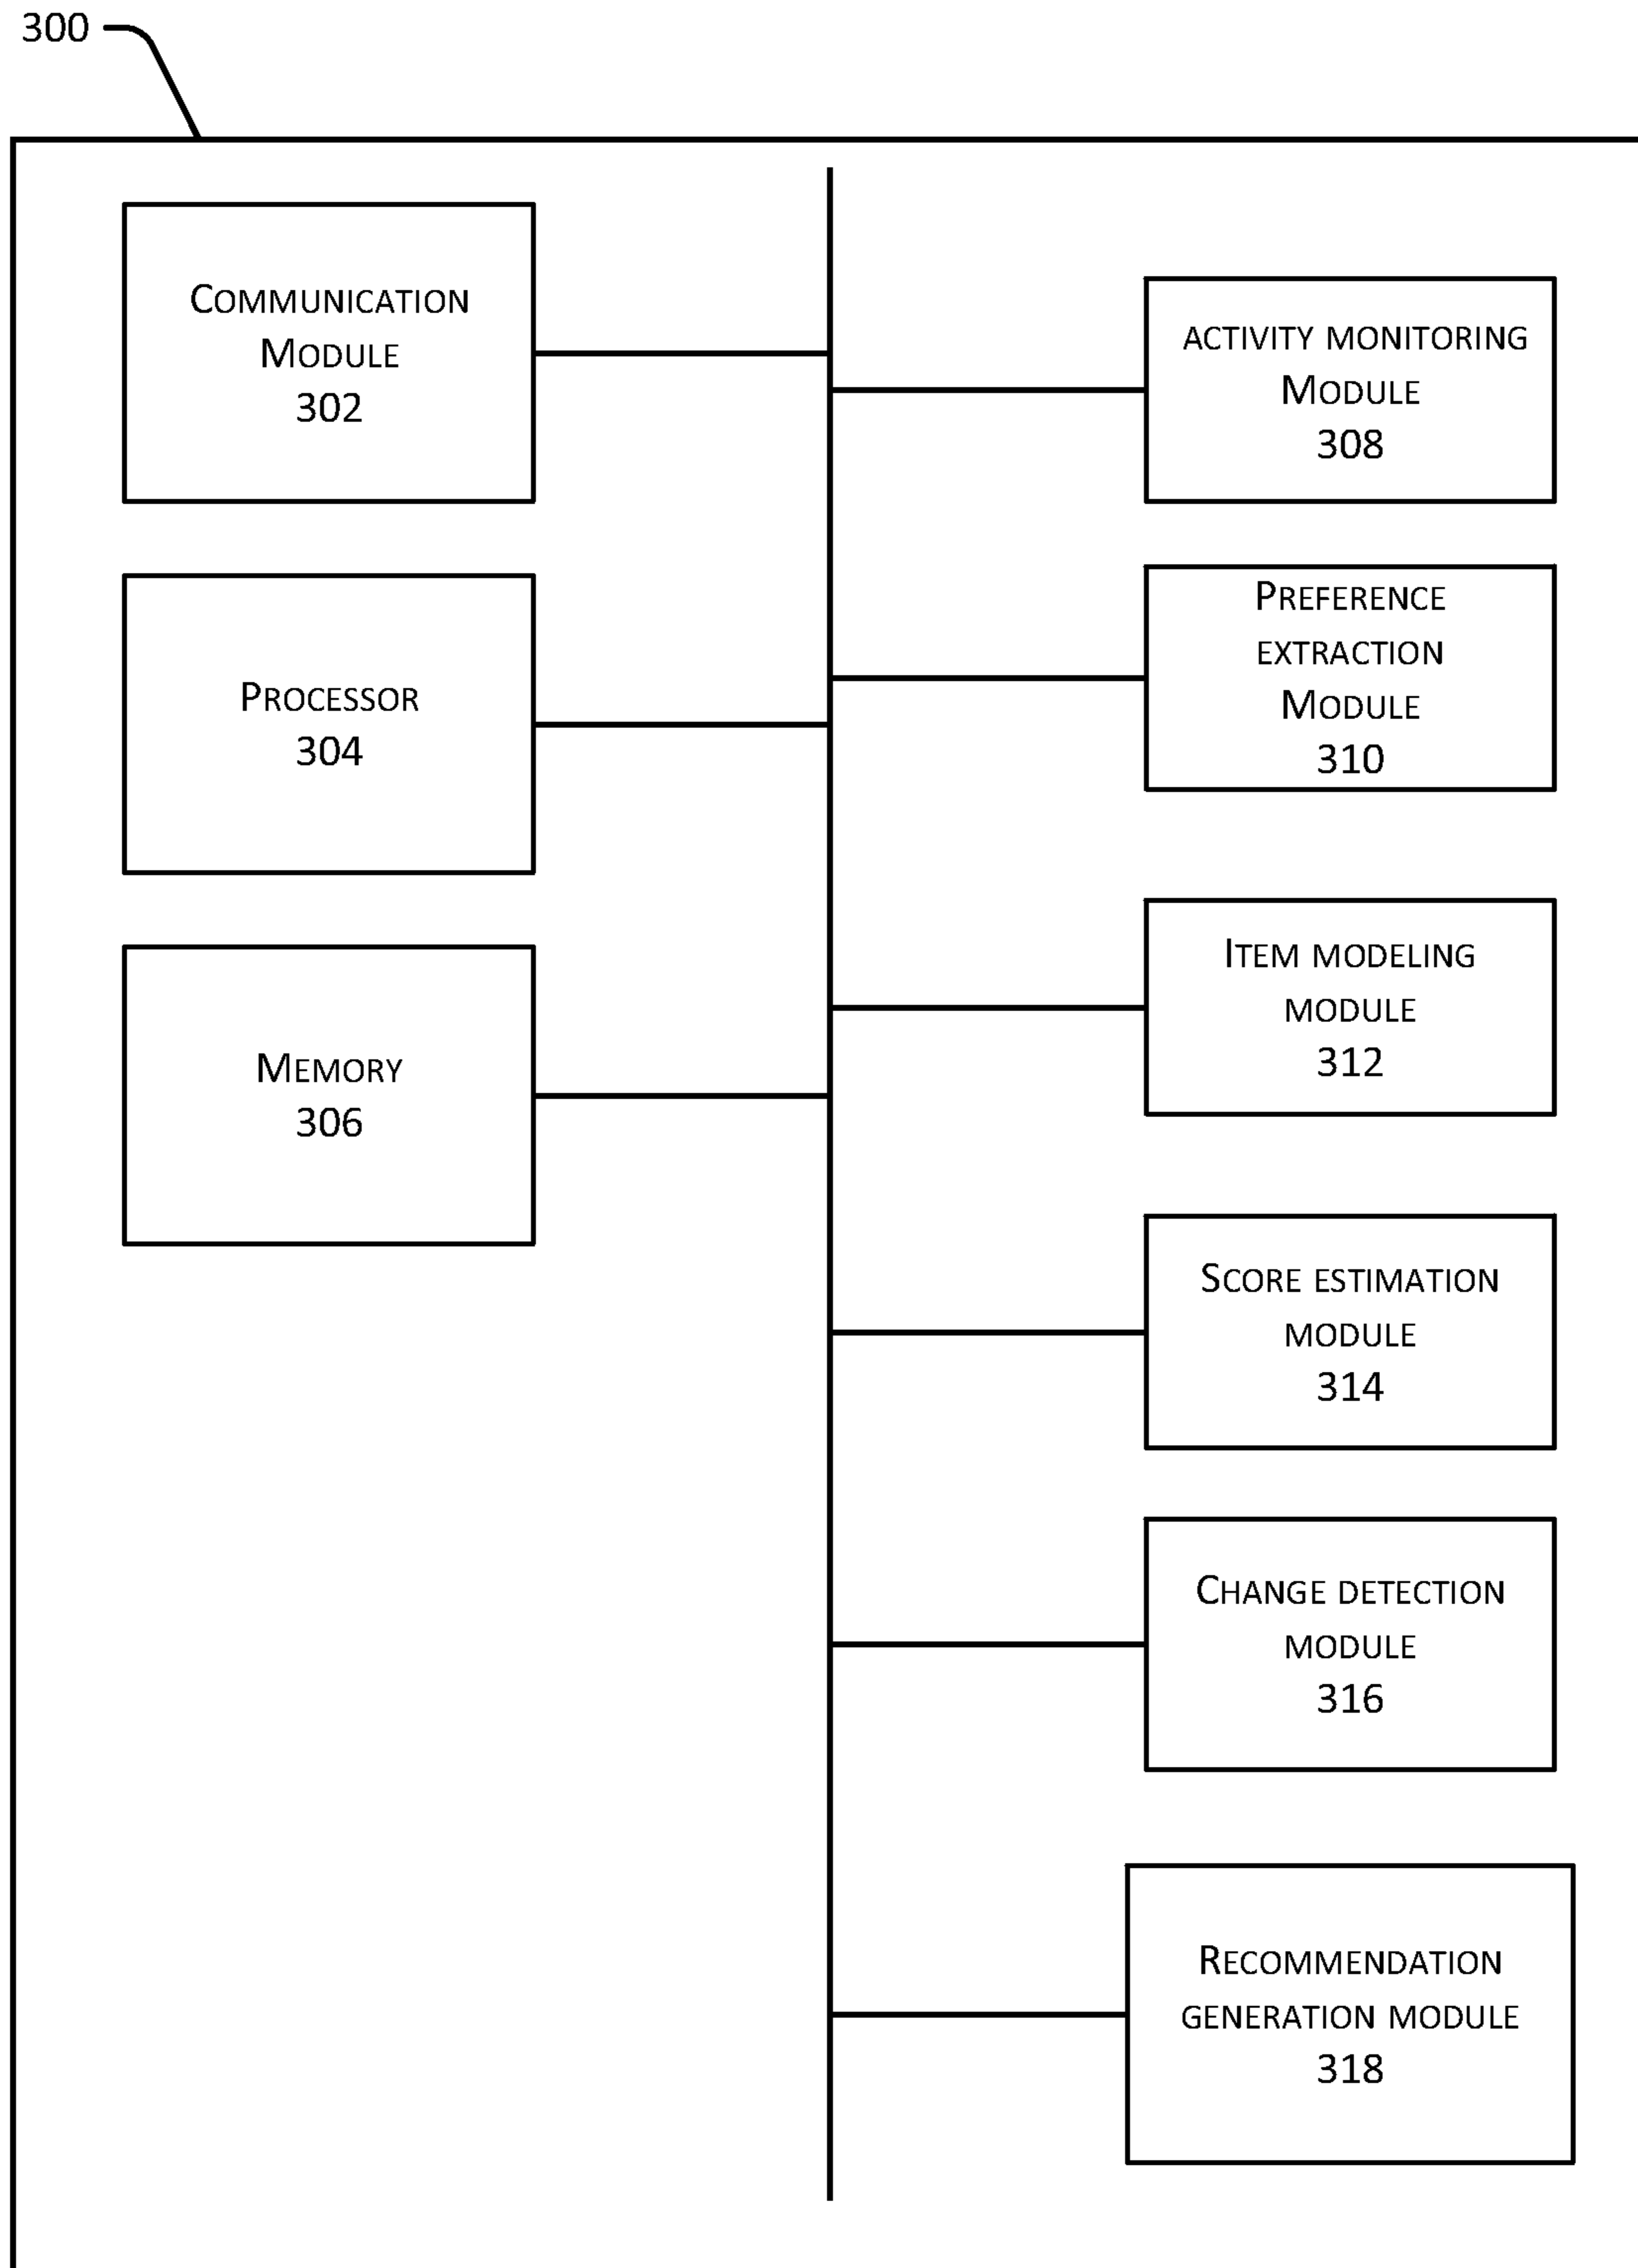 300
Communication
Module
302
Processor
304
Memory
306
activity monitoring
Module
308
Preference
extraction
Module
310
Item modeling
module
312
Score estimation
module
314
Change detection
module
316
Recommendation
generation module
318